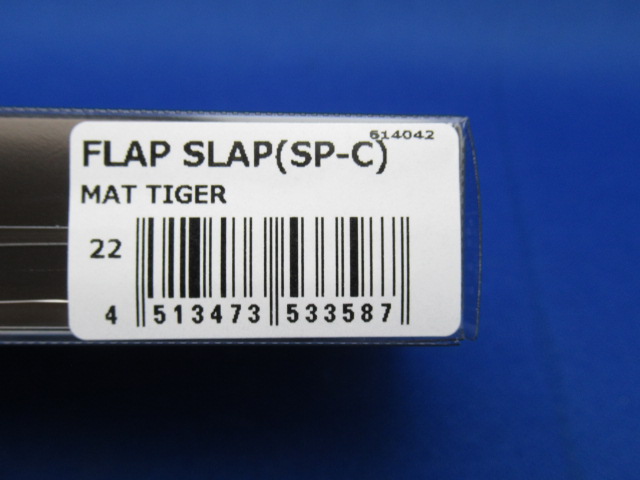 614042
FLAP SLAP(SP-C)
MAT TIGER
22
4 513473 533587